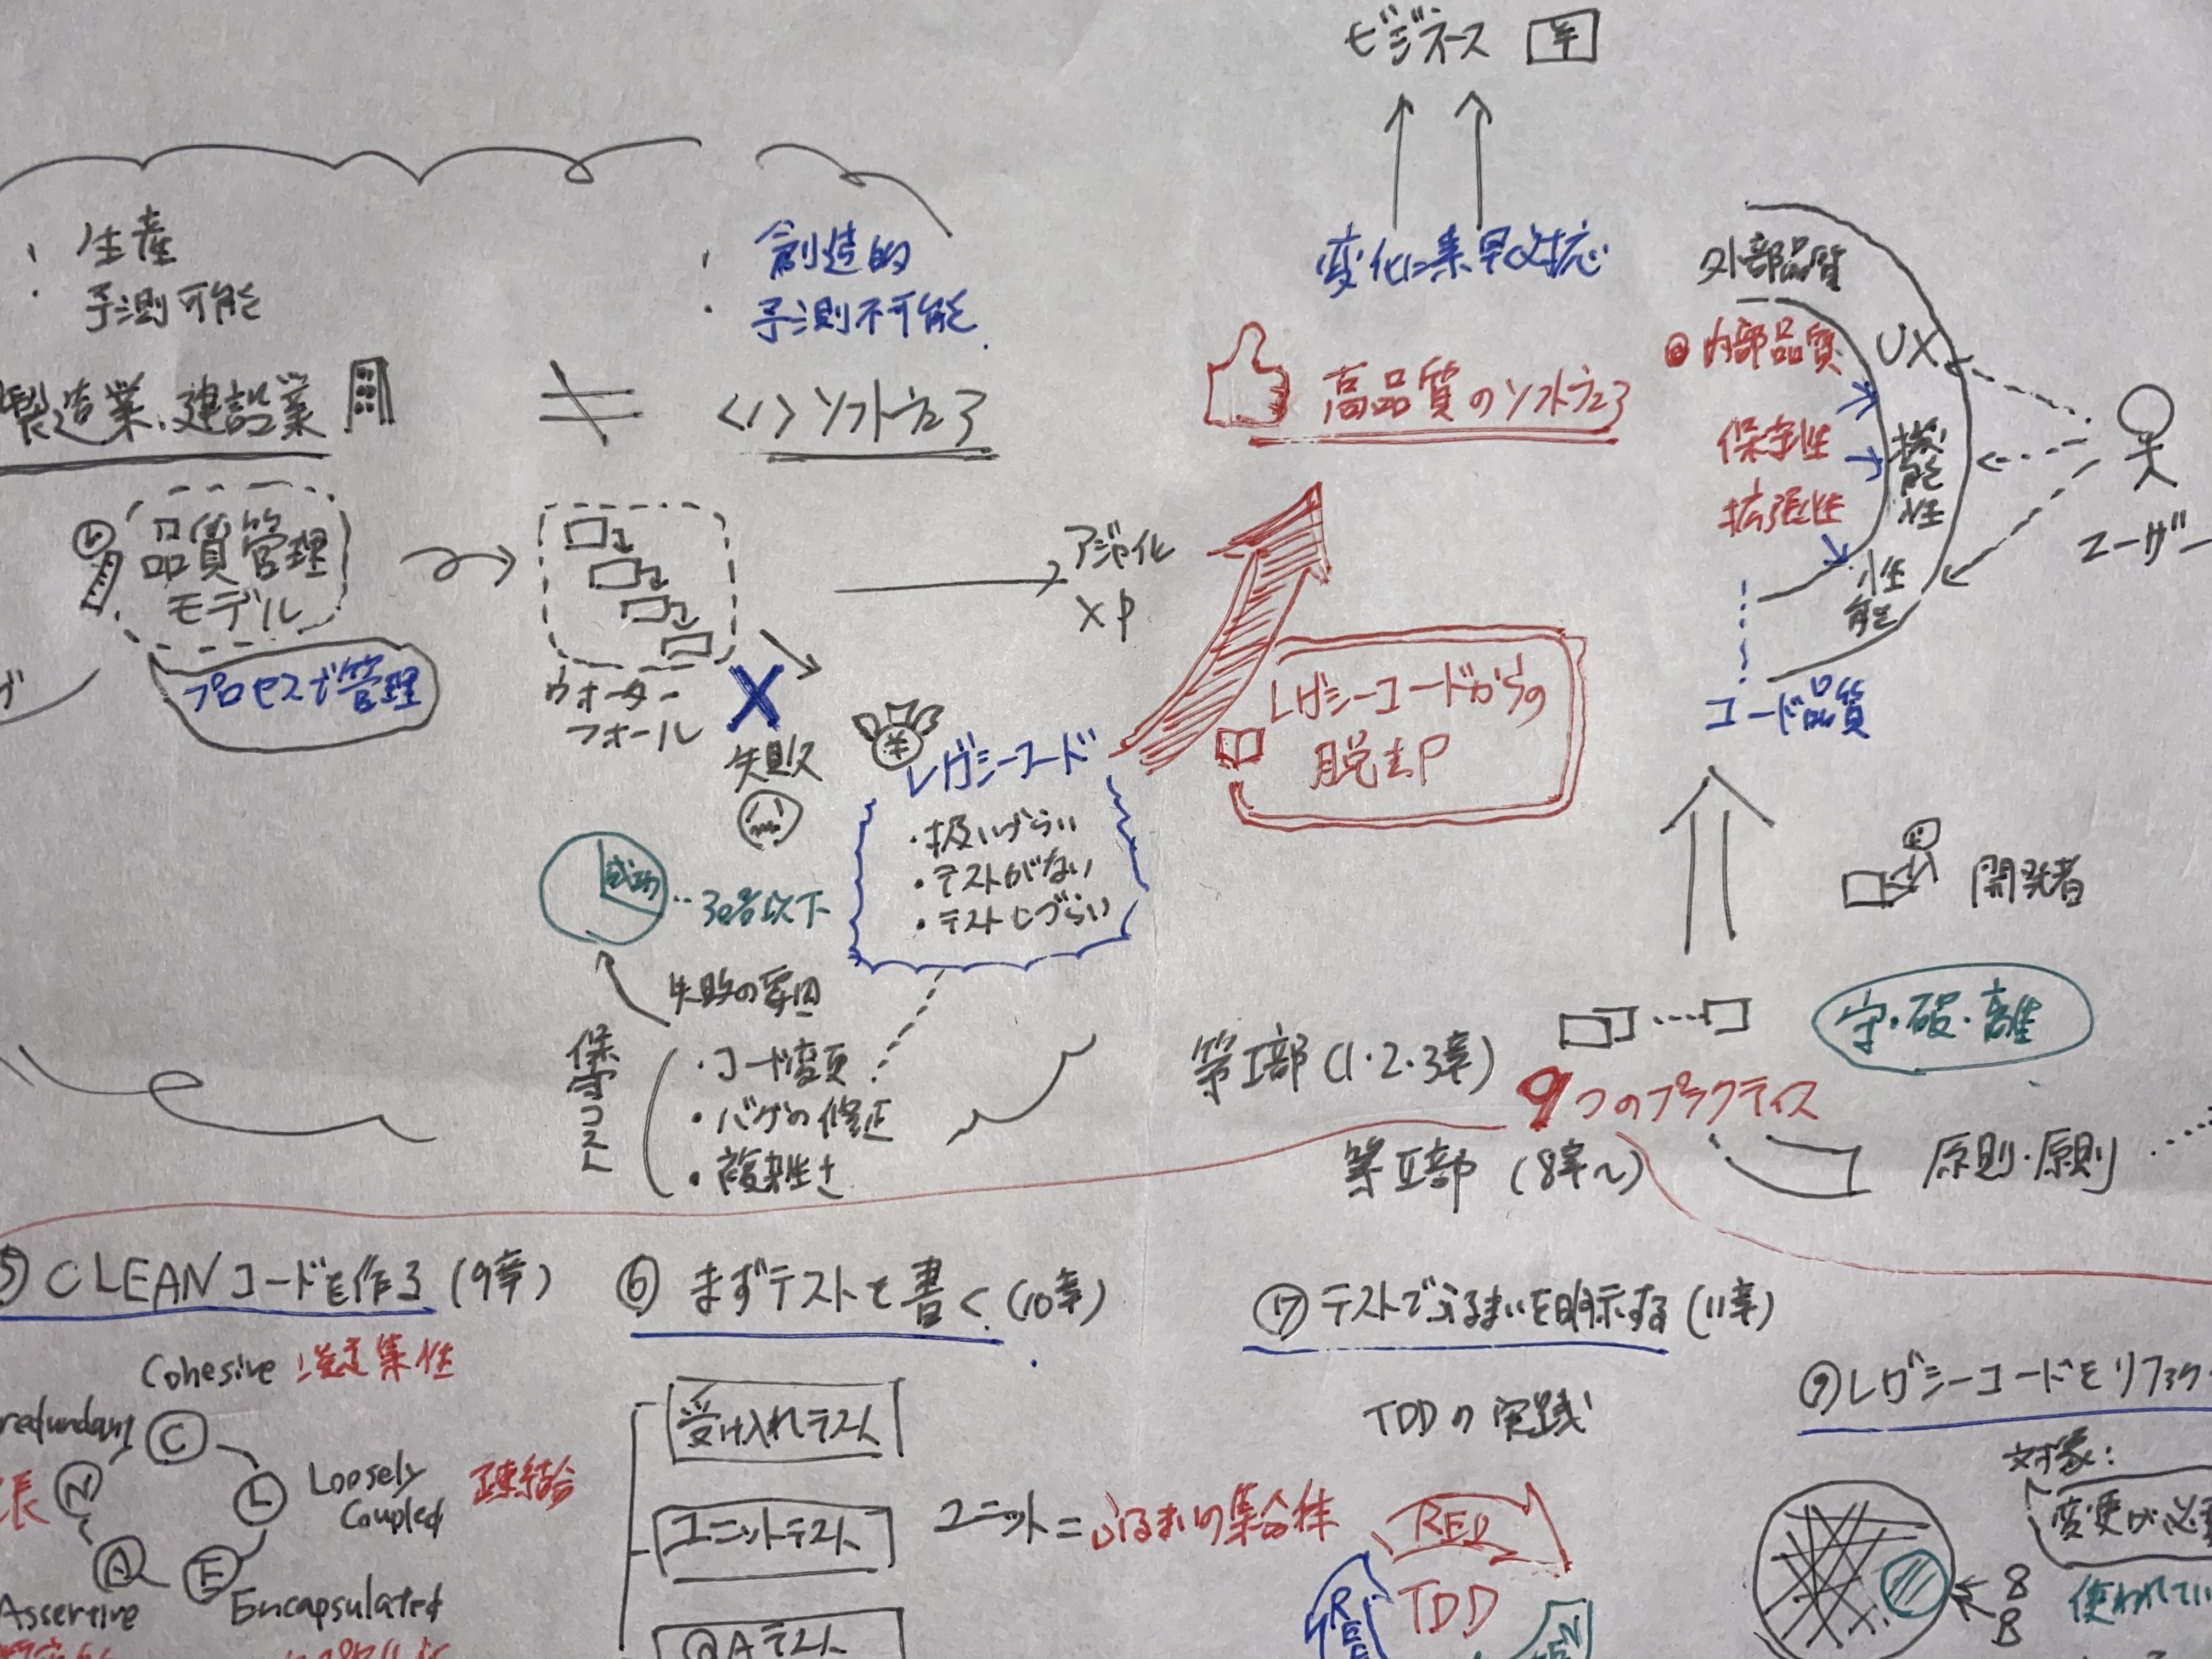 ビジネス ¥
・生産
・予測可能
・創造的
・予測不可能
変化に素早く対応
外部品質
内部品質
UX
製造業、建設業
≠
</>ソフトウェア
高品質のソフトウェア
保守性
拡張性
機能性
性能
ユーザー
品質管理
モデル
プロセスで管理
ウォーター
フォール
失敗
アジャイル化
XP
レガシーコードからの
脱却
コード品質
¥
レガシーコード
・扱いづらい
・テストがない
・テストしづらい
成功
30%以下
開発者
失敗の要因
保守コスト
・コード変更
・バグの修正
・複雑さ
守・破・離
第I部(1・2・3章)
9つのプラクティス
第II部 (8章〜)
原則・原則
CLEANコードを作る(9章)
⑥ まずテストを書く(10章)
⑦テストでふるまいを明示する(11章)
⑨レガシーコードをリファク
Cohesive 凝集性
redundant
C
L
E
A
N
長
Loosely
Coupled
疎結合
Assertive
Encapsulated
受け入れテスト
ユニットテスト
QAテスト
ユニット=ふるまいの集合体
TDDの実践
RED
TDD
対象:
変更が必要
使われてい